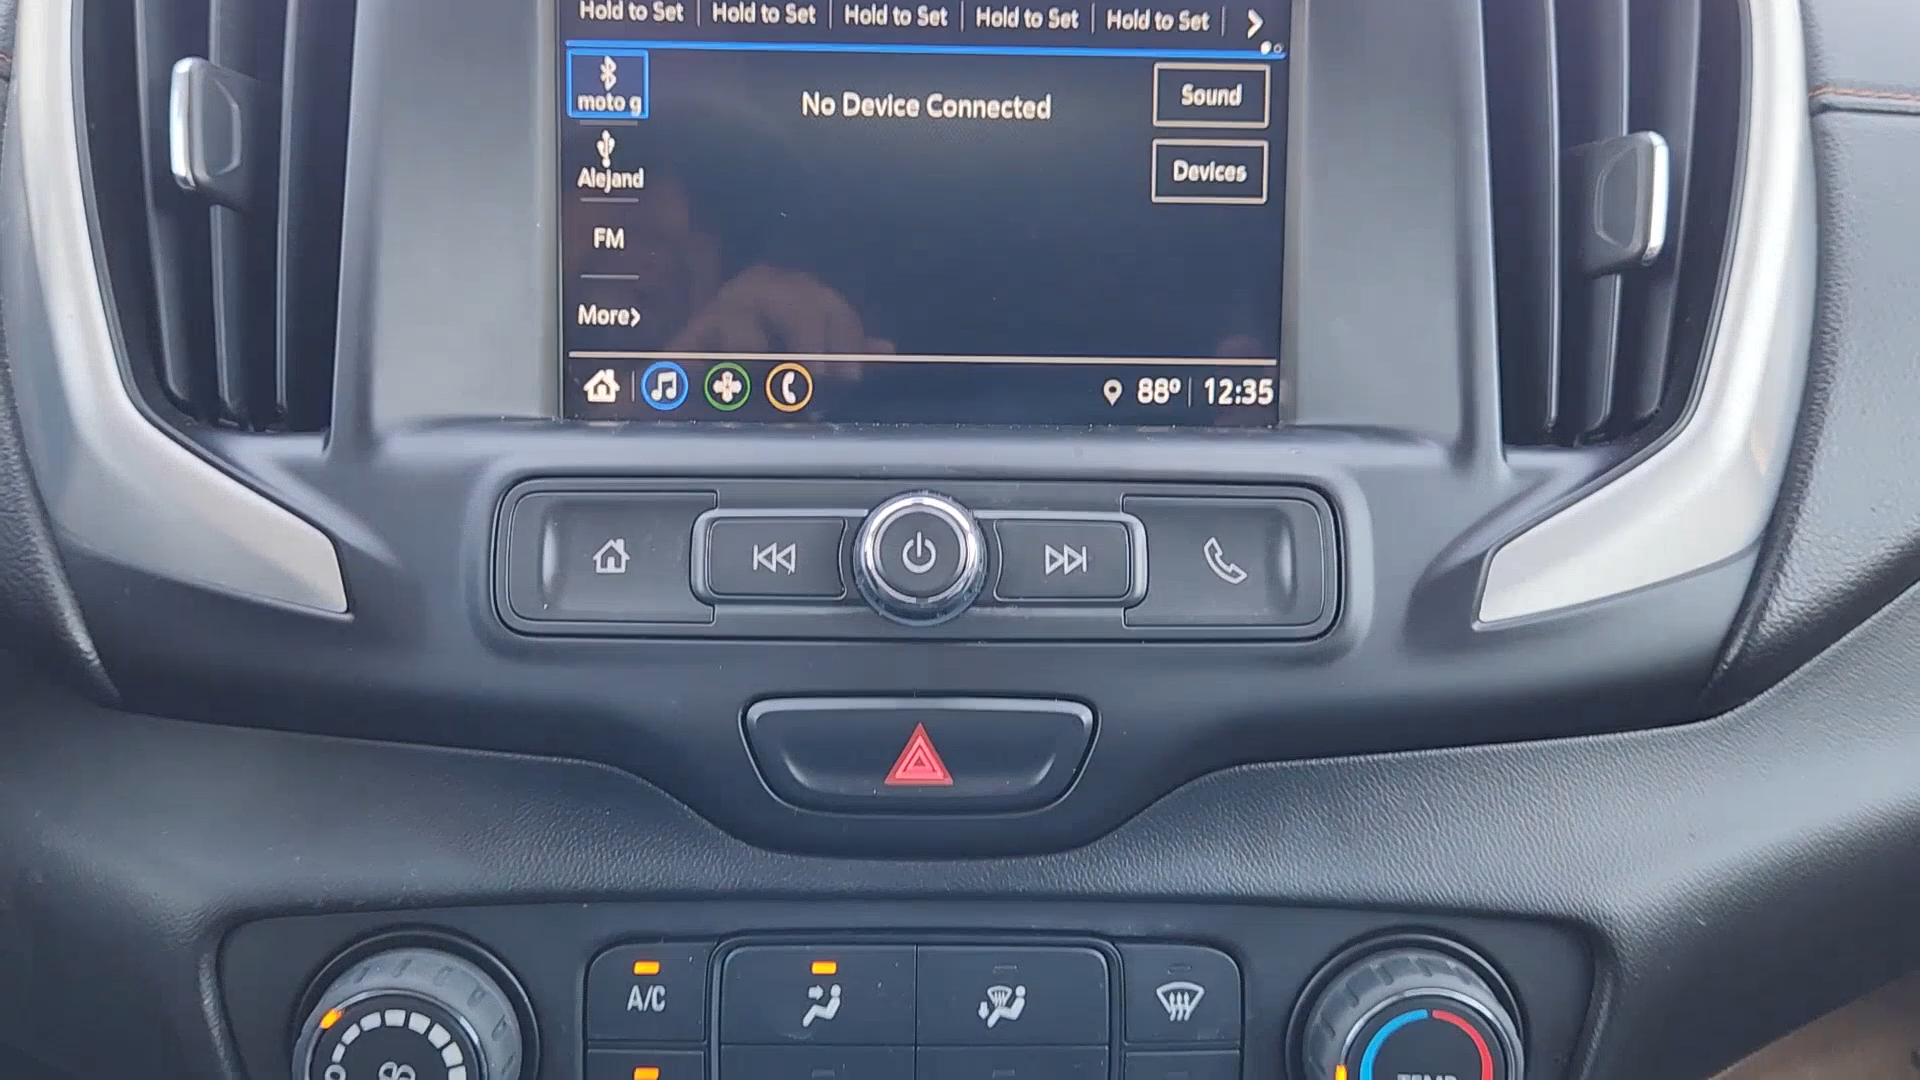 Hold to Set Hold to Set Hold to Set Hold to Set Hold to Set
moto g
No Device Connected
Sound
Alejand
Devices
FM
More>
88° 12:35
A/C
TEMP